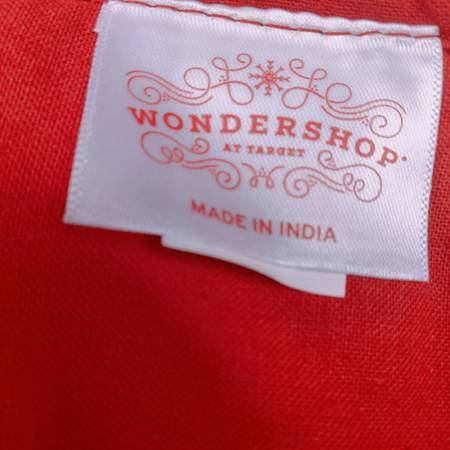 WONDERSHOP
AT TARGET
MADE IN INDIA